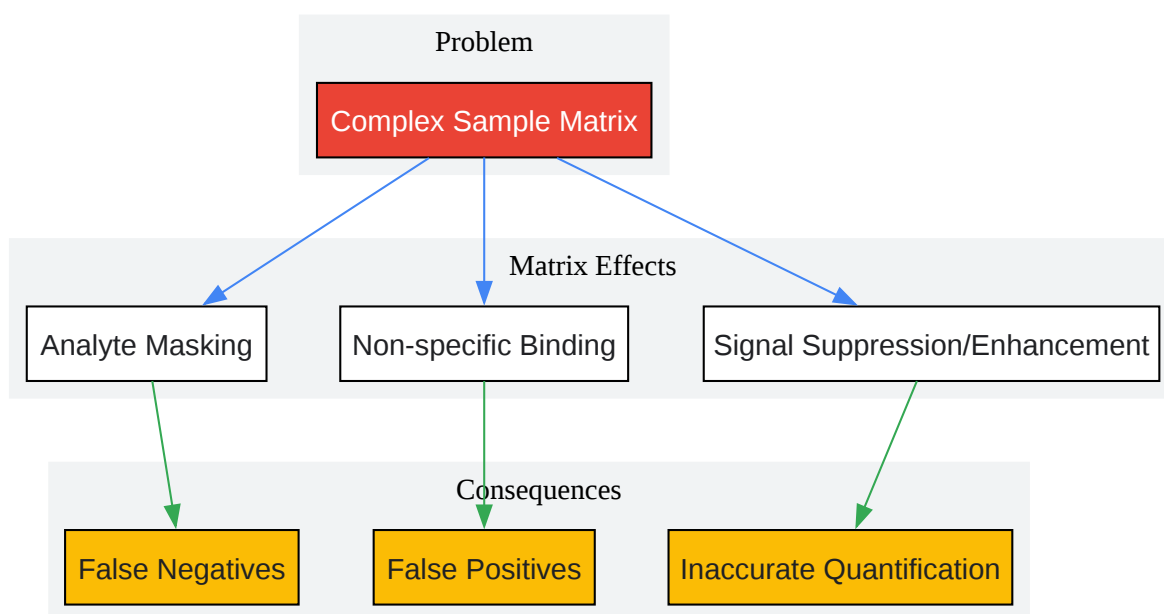 Problem
Complex Sample Matrix
Matrix Effects
Analyte Masking
Non-specific Binding
Signal Suppression/Enhancement
Consequences
False Negatives
False Positives
Inaccurate Quantification